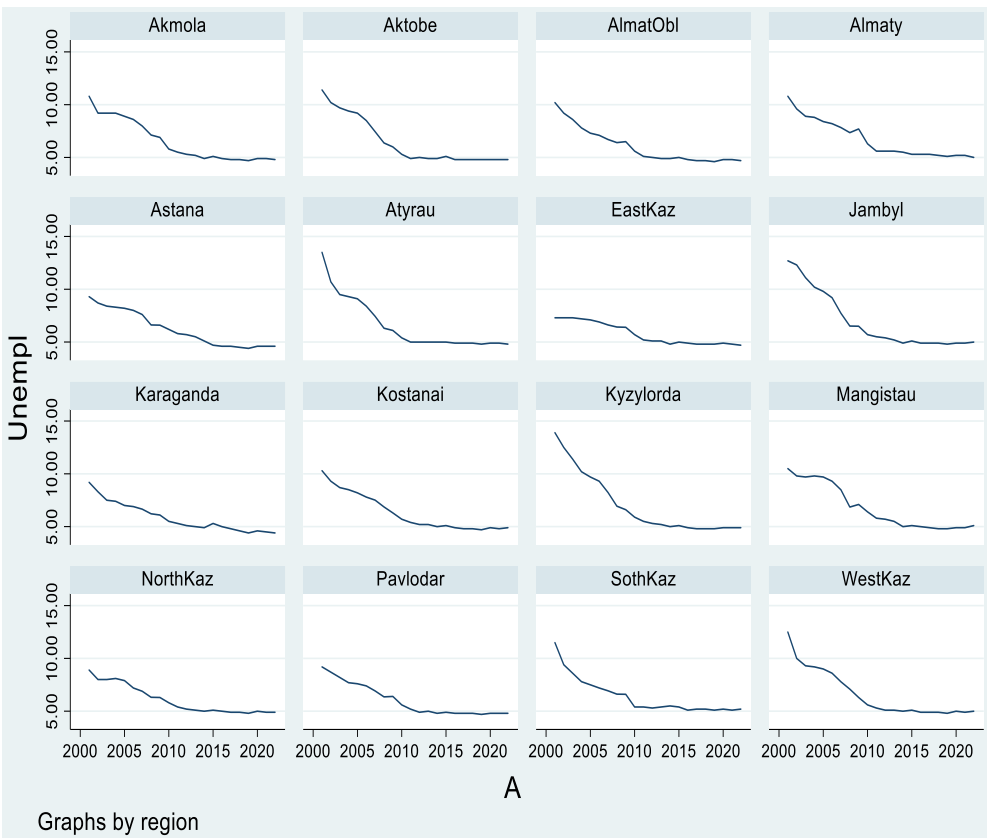 Akmola Aktobe AlmatObl Almaty
15.00
10.00
5.00
Astana Atyrau EastKaz Jambyl
15.00
10.00
5.00
Karaganda Kostanai Kyzylorda Mangistau
15.00
10.00
5.00
NorthKaz Pavlodar SothKaz WestKaz
15.00
10.00
5.00
Unempl
2000 2005 2010 2015 2020 2000 2005 2010 2015 2020 2000 2005 2010 2015 2020 2000 2005 2010 2015 2020
A
Graphs by region